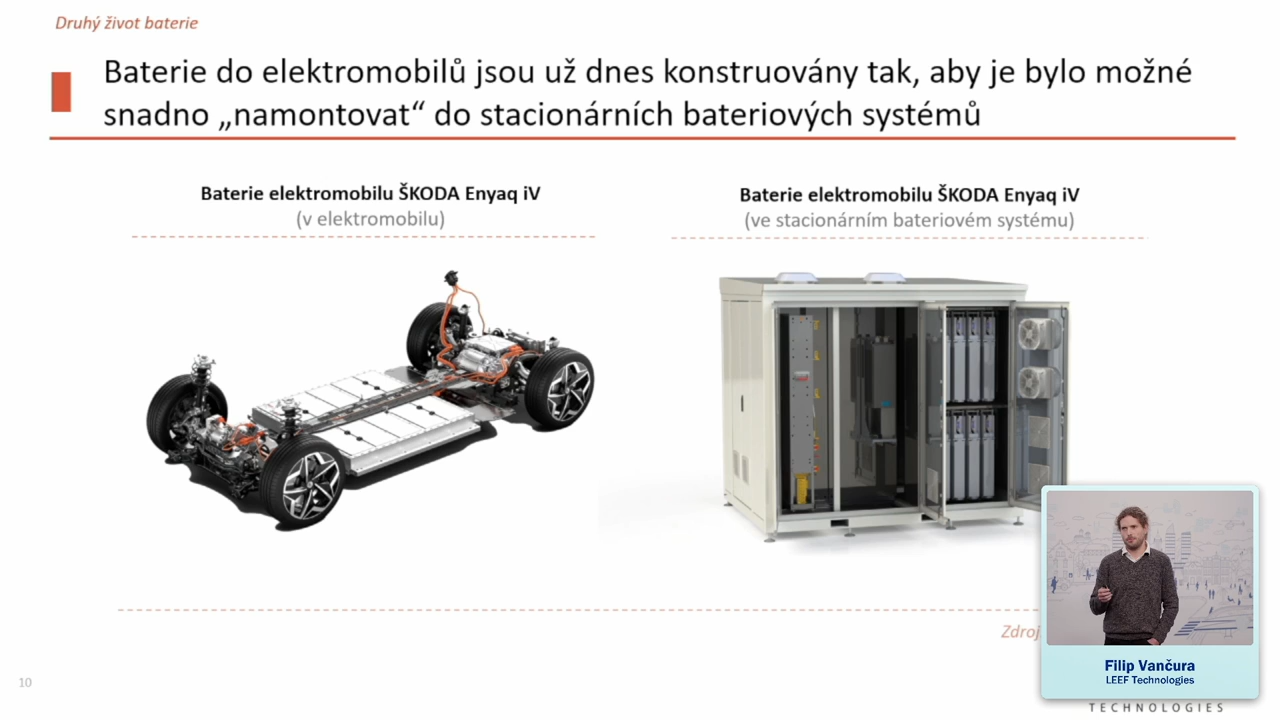 Druhý život baterie
Baterie do elektromobilů jsou už dnes konstruovány tak, aby je bylo možné
snadno „namontovat“ do stacionárních bateriových systémů
Baterie elektromobilu ŠKODA Enyaq iV
(v elektromobilu)
Baterie elektromobilu ŠKODA Enyaq iV
(ve stacionárním bateriovém systému)
Zdroj
10
Filip Vančura
LEEF Technologies
TECHNOLOGIES